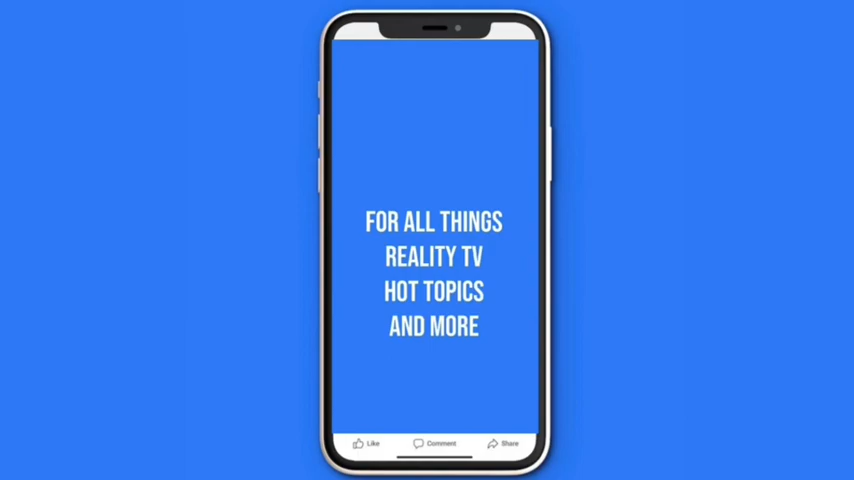 FOR ALL THINGS
REALITY TV
HOT TOPICS
AND MORE
Like Comment Share